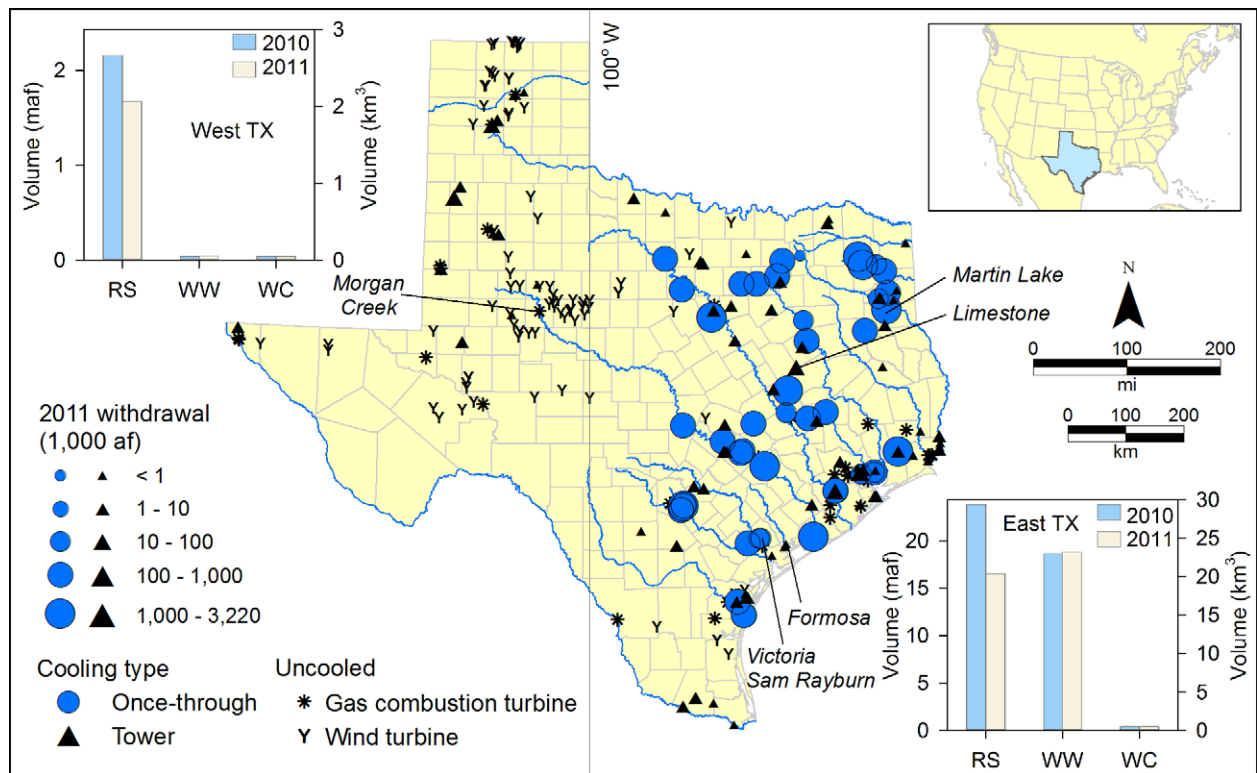 3
2010
2011
2
Volume (maf)
1
0
West TX
2
Volume (km³)
1
0
RS WW WC
100° W
Morgan
Creek
Martin Lake
Limestone
N
0 100 200
mi
0 100 200
km
2011 withdrawal
(1,000 af)
< 1
1 - 10
10 - 100
100 - 1,000
1,000 - 3,220
Cooling type
Once-through
Tower
Uncooled
Gas combustion turbine
Wind turbine
Formosa
Victoria
Sam Rayburn
East TX
2010
2011
Volume (maf)
20
15
10
5
0
30
25
20
15
10
5
0
Volume (km³)
RS WW WC